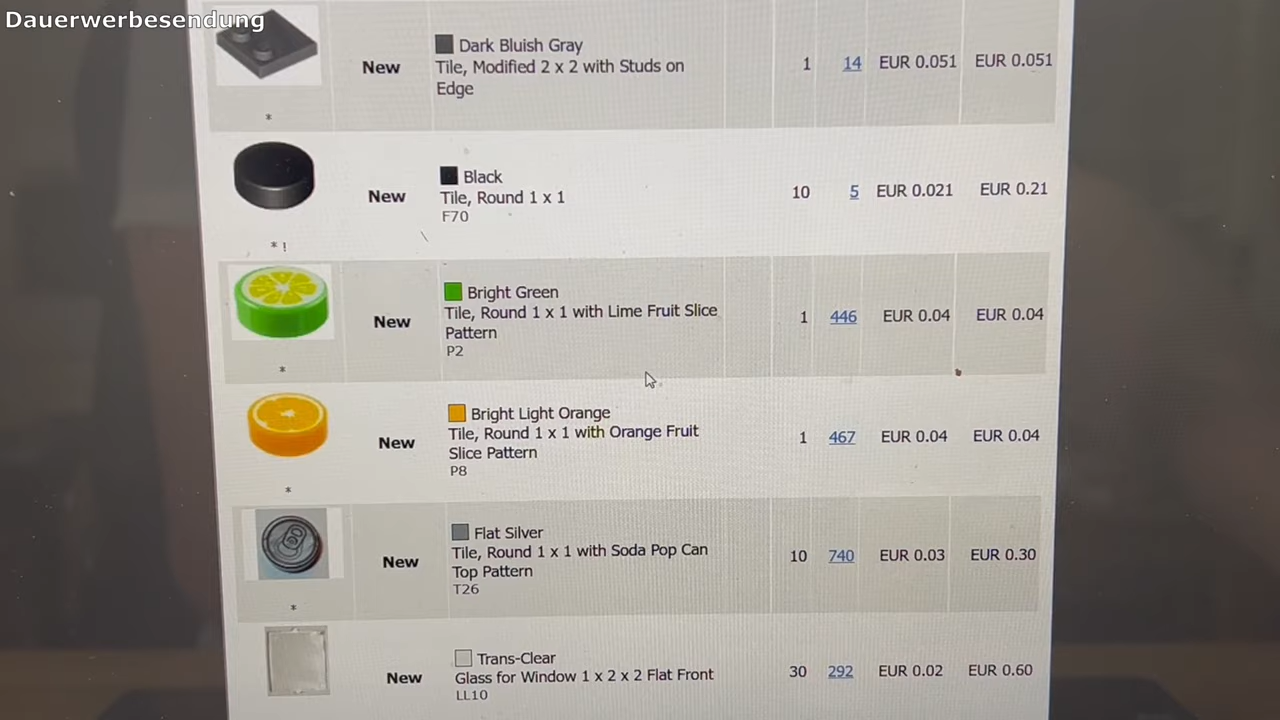 Dauerwerbesendung
Dark Bluish Gray
New Tile, Modified 2 x 2 with Studs on 1 14 EUR 0.051 EUR 0.051
Edge
*
Black
New Tile, Round 1 x 1 10 5 EUR 0.021 EUR 0.21
F70
* !
Bright Green
New Tile, Round 1 x 1 with Lime Fruit Slice 1 446 EUR 0.04 EUR 0.04
Pattern
P2
*
Bright Light Orange
New Tile, Round 1 x 1 with Orange Fruit 1 467 EUR 0.04 EUR 0.04
Slice Pattern
P8
*
Flat Silver
New Tile, Round 1 x 1 with Soda Pop Can 10 740 EUR 0.03 EUR 0.30
Top Pattern
T26
*
Trans-Clear
New Glass for Window 1 x 2 x 2 Flat Front 30 292 EUR 0.02 EUR 0.60
LL10